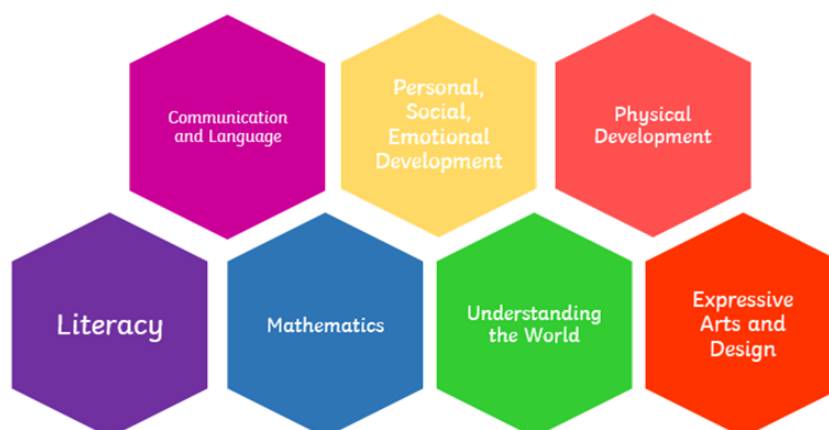 Communication
and Language
Personal,
Social,
Emotional
Development
Physical
Development
Literacy
Mathematics
Understanding
the World
Expressive
Arts and
Design